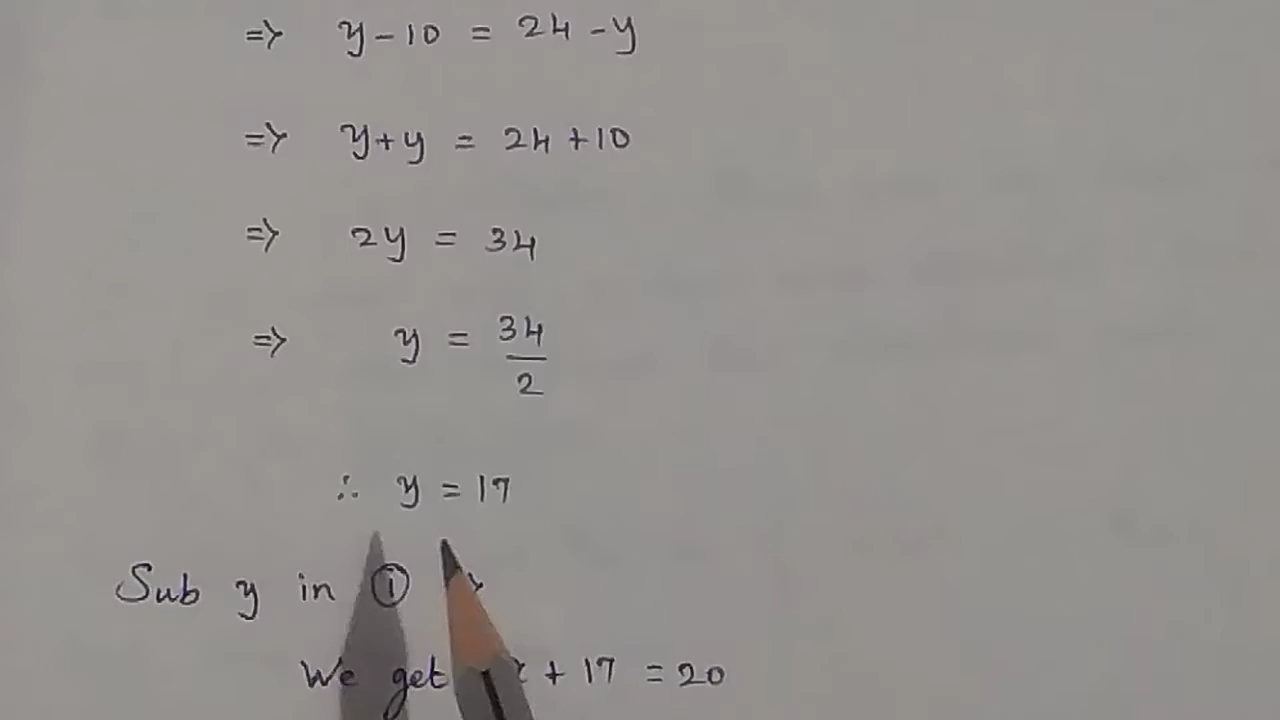 => y - 10 = 24 - y
=> y + y = 24 + 10
=> 2y = 34
=> y = 34/2
∴ y = 17
Sub y in ①
We get + 17 = 20